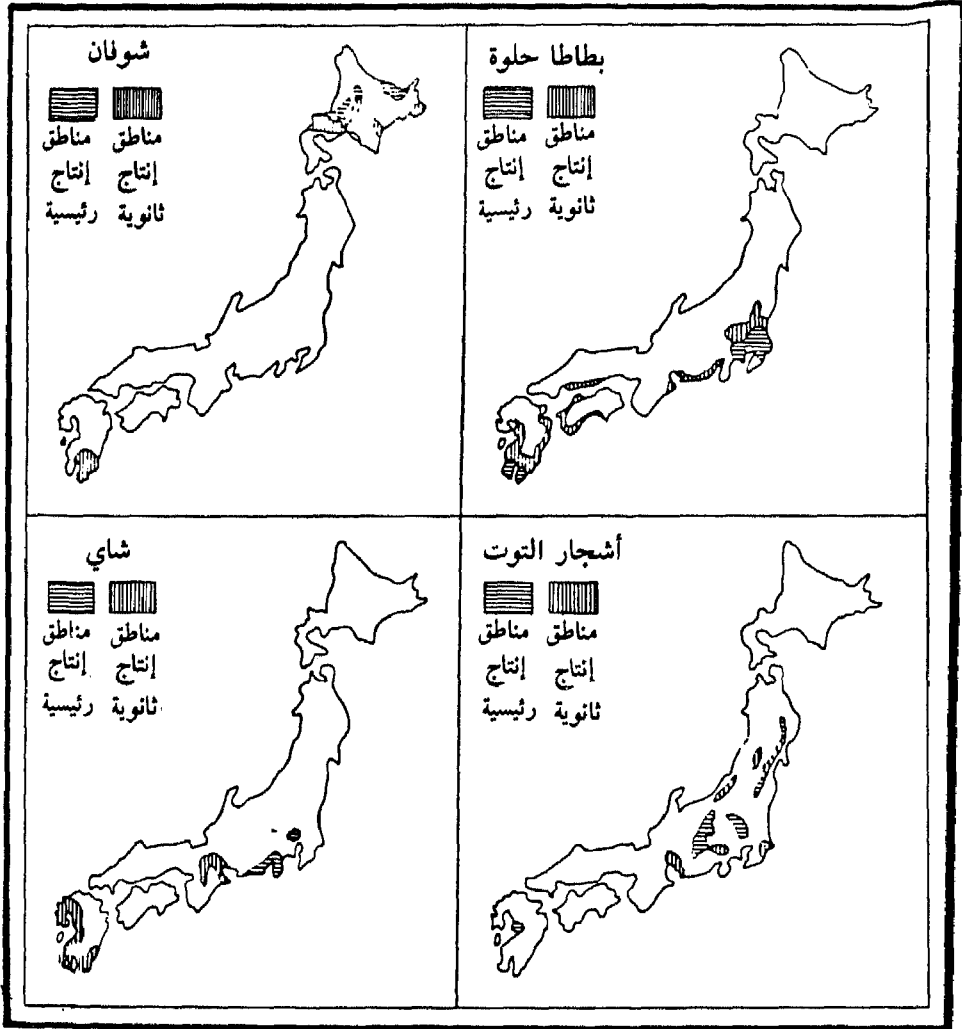 بطاطا حلوة
مناطق مناطق
إنتاج إنتاج
ثانوية رئيسية
شوفان
مناطق مناطق
إنتاج إنتاج
ثانوية رئيسية
أشجار التوت
مناطق مناطق
إنتاج إنتاج
ثانوية رئيسية
شاي
مناطق مناطق
إنتاج إنتاج
ثانوية رئيسية